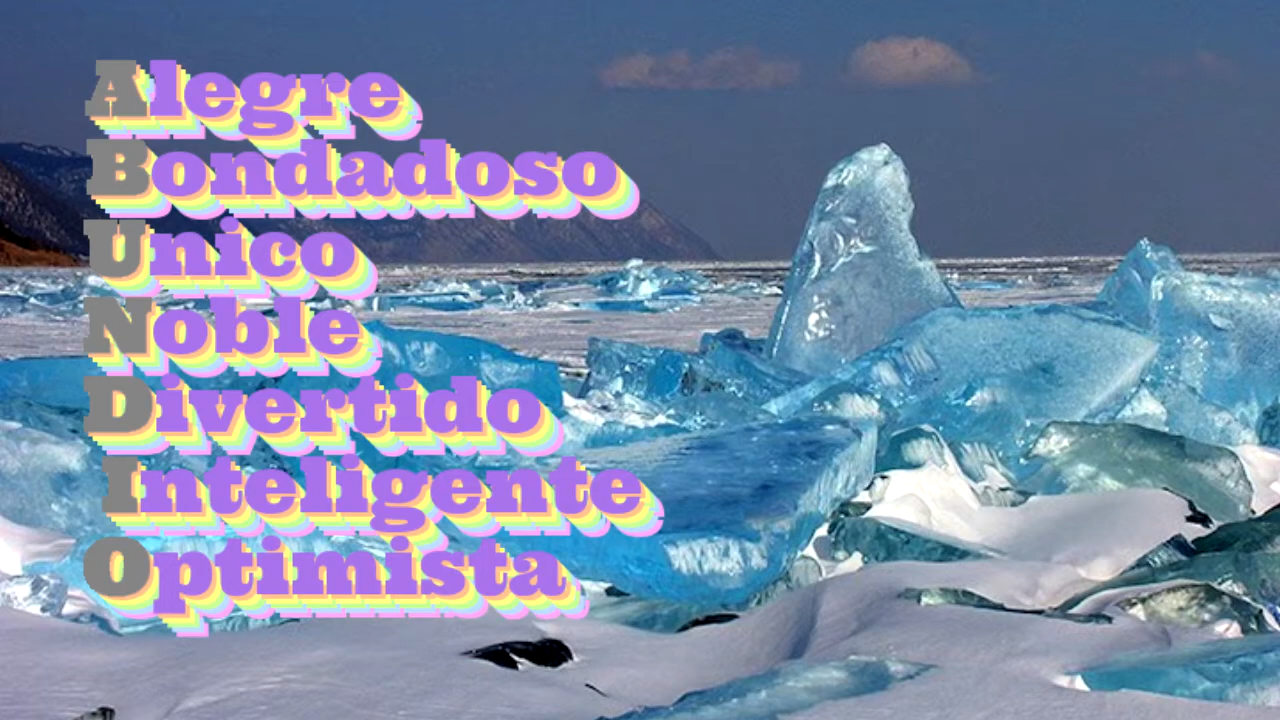 Alegre
Bondadoso
Unico
Noble
Divertido
Inteligente
Optimista